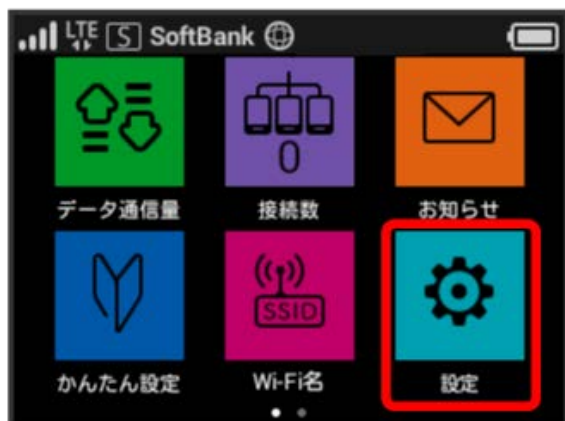 LTE S SoftBank
0
データ通信量 接続数 お知らせ
SSID
かんたん設定 Wi-Fi名 設定